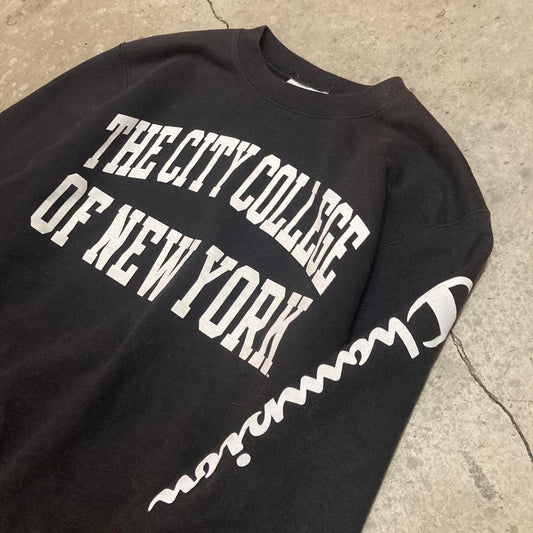 THE CITY COLLEGE
OF NEW YORK
Champion